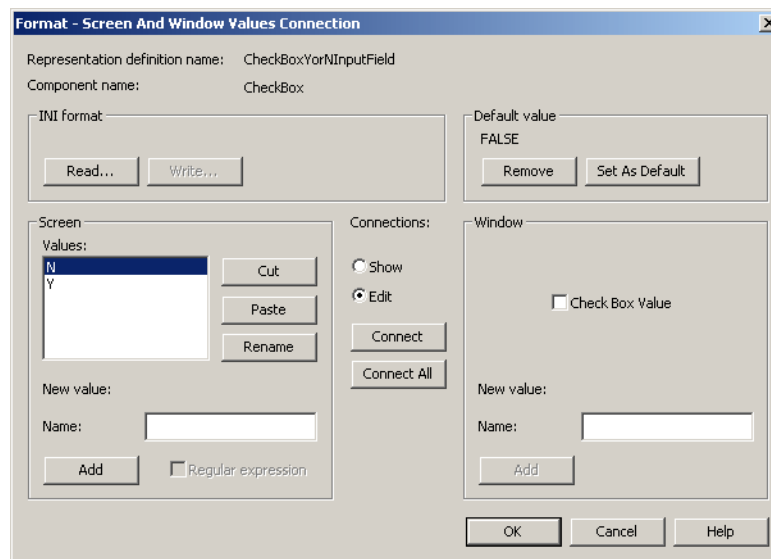 Format - Screen And Window Values Connection
Representation definition name: CheckBoxYorNInputField
Component name: CheckBox
INI format
Read...
Write...
Default value
FALSE
Remove
Set As Default
Screen
Values:
N
Y
Cut
Paste
Rename
New value:
Name:
Add
Regular expression
Connections:
Show
Edit
Connect
Connect All
Window
Check Box Value
New value:
Name:
Add
OK
Cancel
Help